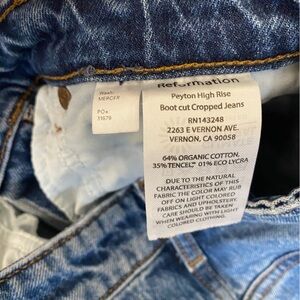 Wash:
MERCER
PO#
11679
Reformation
Peyton High Rise
Boot cut Cropped Jeans
RN143248
2263 E VERNON AVE.
VERNON, CA 90058
64% ORGANIC COTTON,
35% TENCEL™ 01% ECO LYCRA
DUE TO THE NATURAL
CHARACTERISTICS OF THIS
FABRIC THE COLOR MAY RUB
OFF ON LIGHT COLORED
FABRICS AND UPHOLSTERY.
CARE SHOULD BE TAKEN
WHEN WEARING WITH LIGHT
COLORED CLOTHING.